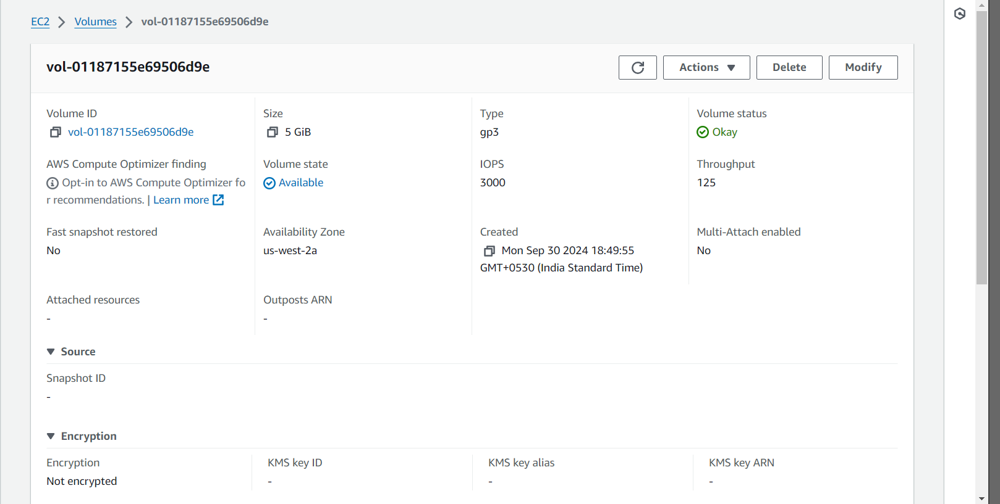 EC2 > Volumes > vol-01187155e69506d9e
vol-01187155e69506d9e
Actions Delete Modify
Volume ID
vol-01187155e69506d9e
Size
5 GiB
Type
gp3
Volume status
Okay
AWS Compute Optimizer finding
Opt-in to AWS Compute Optimizer fo
r recommendations. | Learn more
Volume state
Available
IOPS
3000
Throughput
125
Fast snapshot restored
No
Availability Zone
us-west-2a
Created
Mon Sep 30 2024 18:49:55
GMT+0530 (India Standard Time)
Multi-Attach enabled
No
Attached resources
-
Outposts ARN
-
Source
Snapshot ID
-
Encryption
Encryption
Not encrypted
KMS key ID
-
KMS key alias
-
KMS key ARN
-